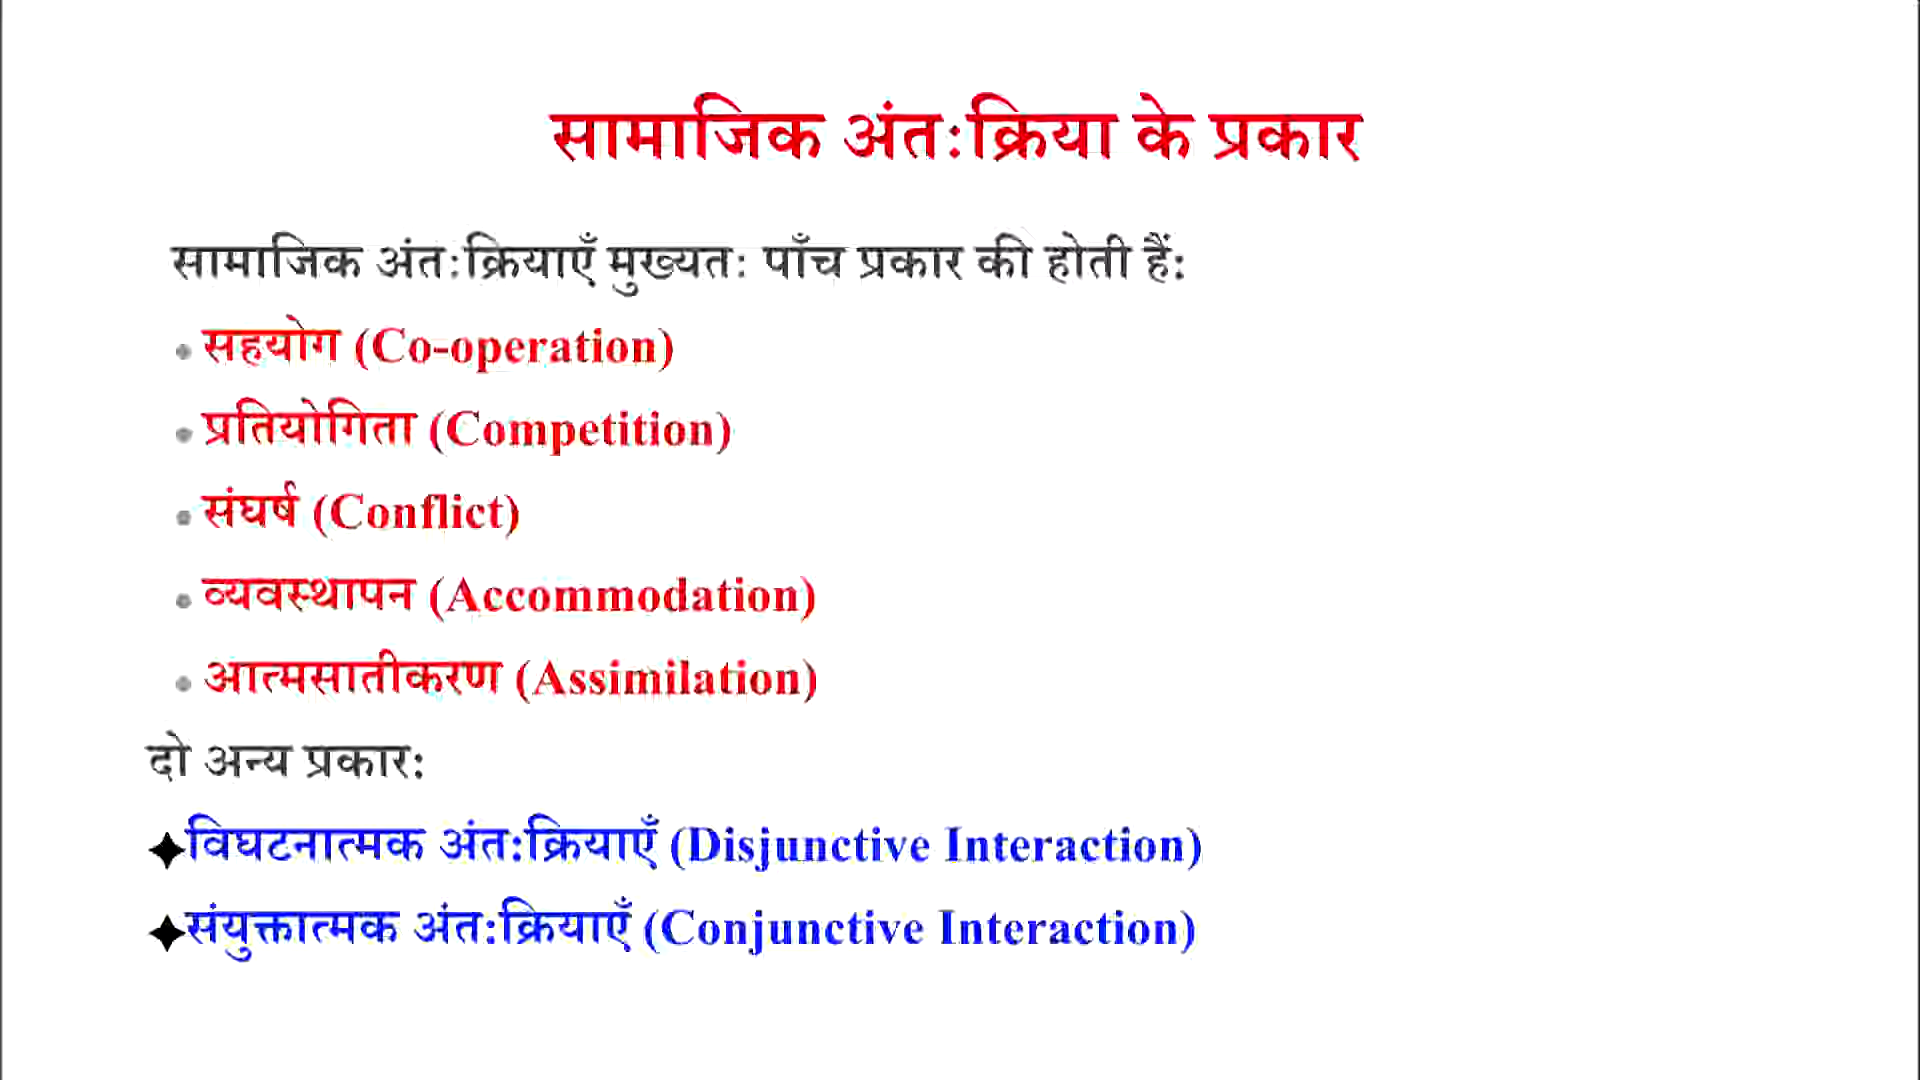 सामाजिक अंत:क्रिया के प्रकार
सामाजिक अंत:क्रियाएँ मुख्यत: पाँच प्रकार की होती हैं:
• सहयोग (Co-operation)
• प्रतियोगिता (Competition)
• संघर्ष (Conflict)
• व्यवस्थापन (Accommodation)
• आत्मसातीकरण (Assimilation)
दो अन्य प्रकार:
✦विघटनात्मक अंत:क्रियाएँ (Disjunctive Interaction)
✦संयुक्तात्मक अंत:क्रियाएँ (Conjunctive Interaction)